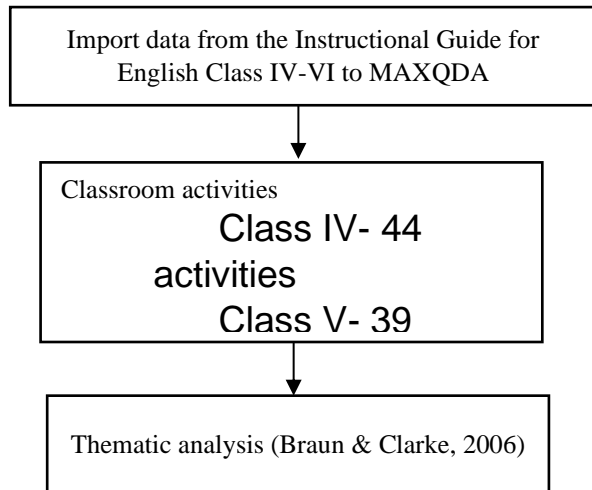 Import data from the Instructional Guide for
English Class IV-VI to MAXQDA
Classroom activities
Class IV- 44
activities
Class V- 39
Thematic analysis (Braun & Clarke, 2006)